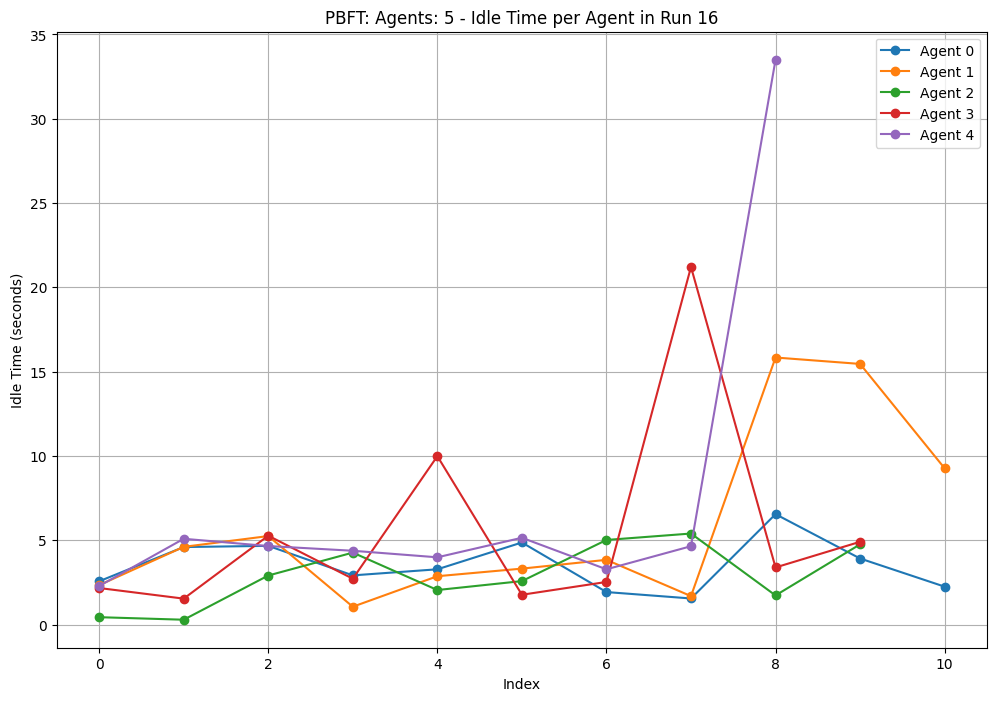 PBFT: Agents: 5 - Idle Time per Agent in Run 16
Agent 0
Agent 1
Agent 2
Agent 3
Agent 4
Idle Time (seconds)
35
30
25
20
15
10
5
0
0 2 4 6 8 10
Index